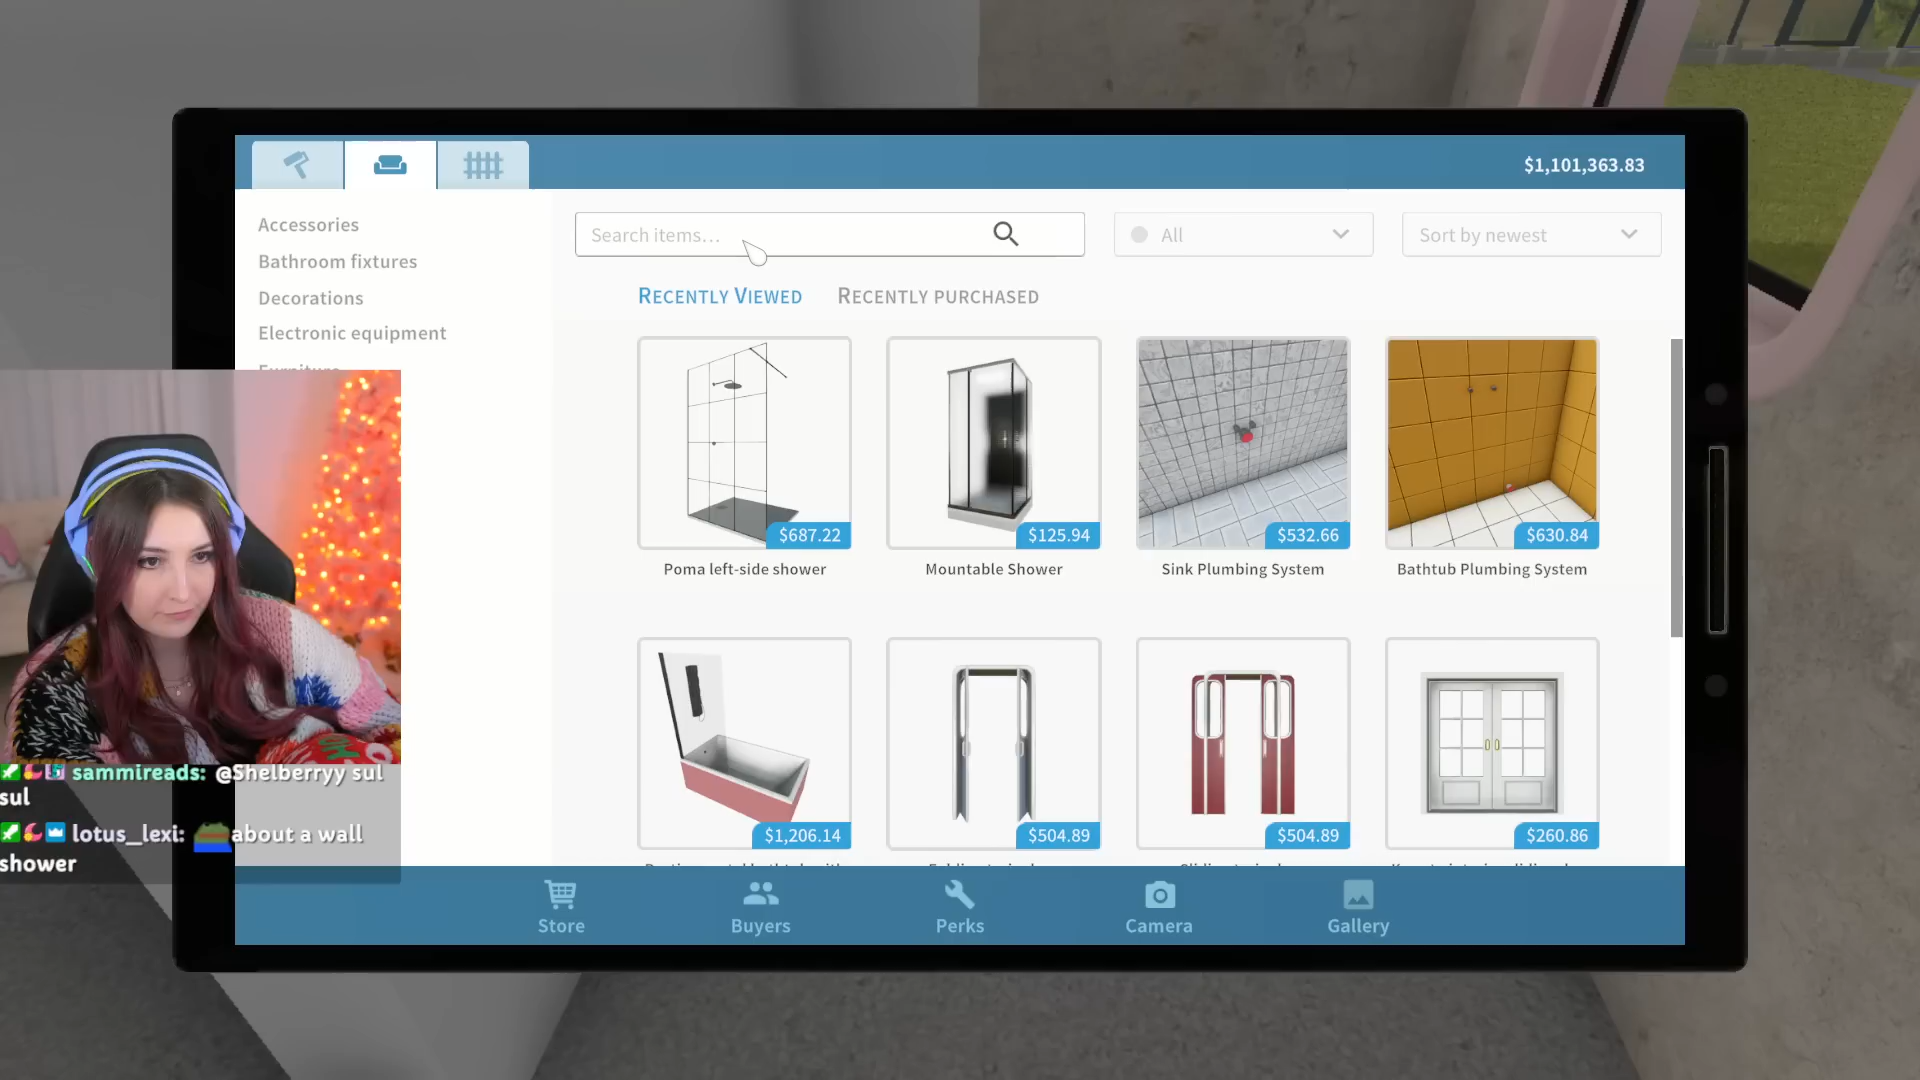 $1,101,363.83
Accessories
Bathroom fixtures
Decorations
Electronic equipment
Furniture
Search items...
All
Sort by newest
RECENTLY VIEWED
RECENTLY PURCHASED
$687.22
$125.94
$532.66
$630.84
Poma left-side shower
Mountable Shower
Sink Plumbing System
Bathtub Plumbing System
$1,206.14
$504.89
$504.89
$260.86
sammireads: @Shelberryy sul
sul
lotus_lexi: about a wall
shower
Store
Buyers
Perks
Camera
Gallery